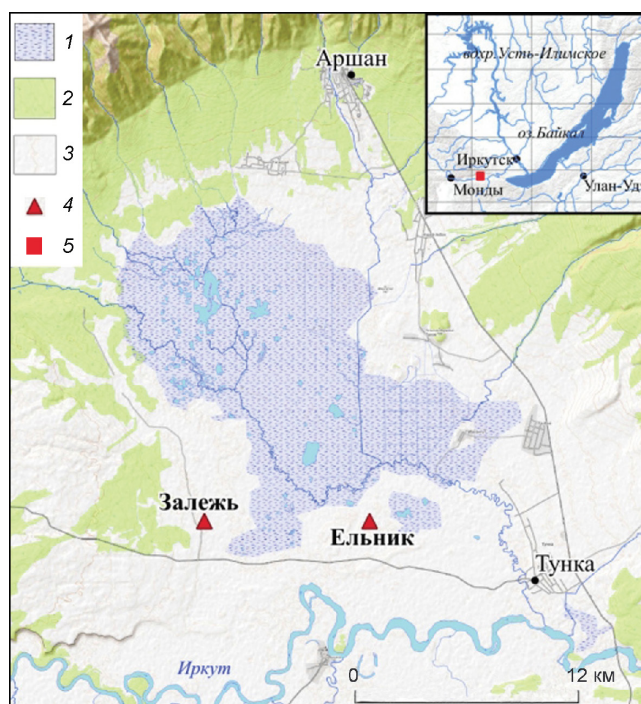 1
2
3
4
5
Аршан
вдхр. Усть-Илимское
оз. Байкал
Иркутск
Монды
Улан-Уд
Залежь
Ельник
Тунка
Иркут
0
12 км